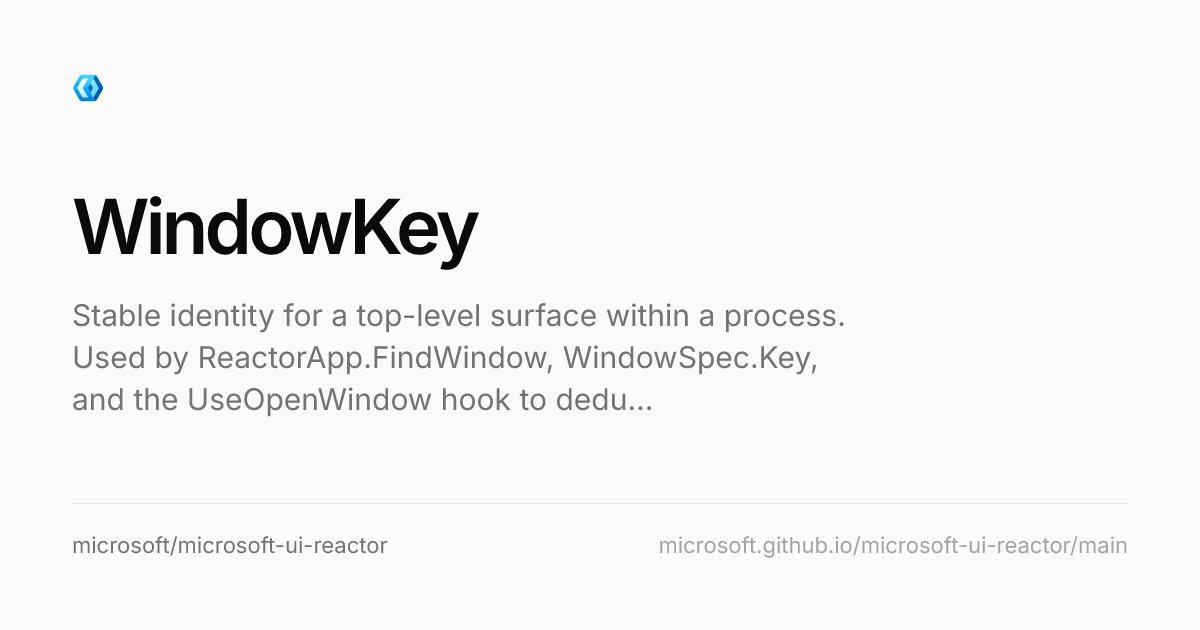 WindowKey
Stable identity for a top-level surface within a process.
Used by ReactorApp.FindWindow, WindowSpec.Key,
and the UseOpenWindow hook to dedu...
microsoft/microsoft-ui-reactor
microsoft.github.io/microsoft-ui-reactor/main